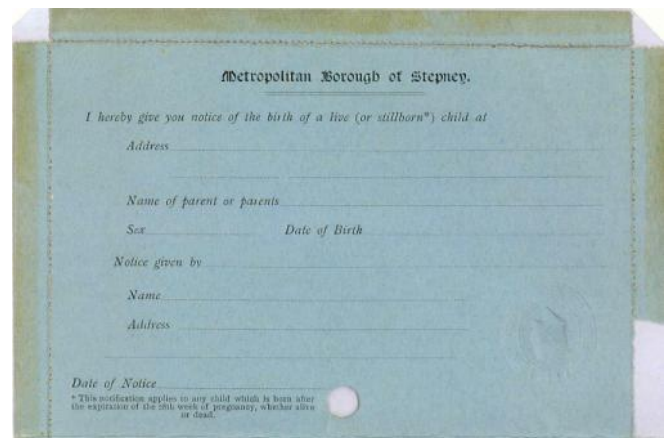 Metropolitan Borough of Stepney.
I hereby give you notice of the birth of a live (or stillborn*) child at
Address
Name of parent or parents
Sex Date of Birth
Notice given by
Name
Address
Date of Notice
* This notification applies to any child which is born after
the expiration of the 28th week of pregnancy, whether alive
or dead.